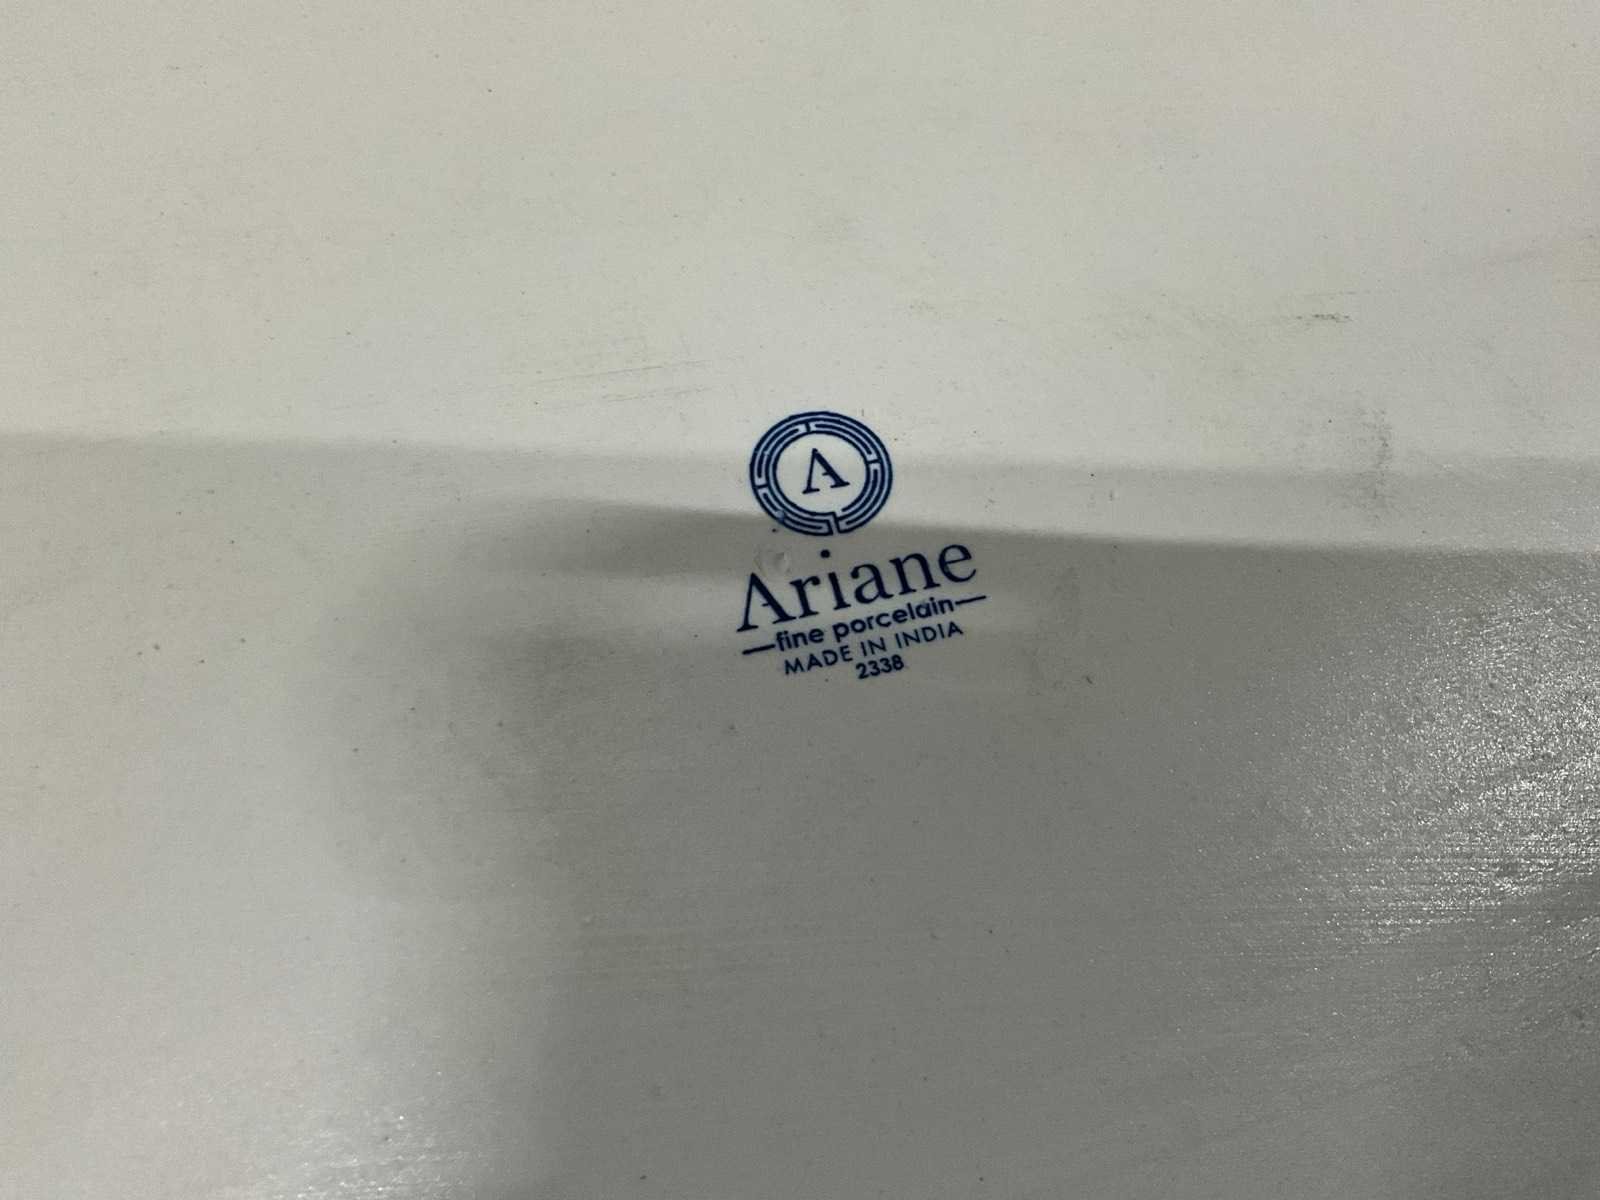 A
Ariane
fine porcelain
MADE IN INDIA
2338